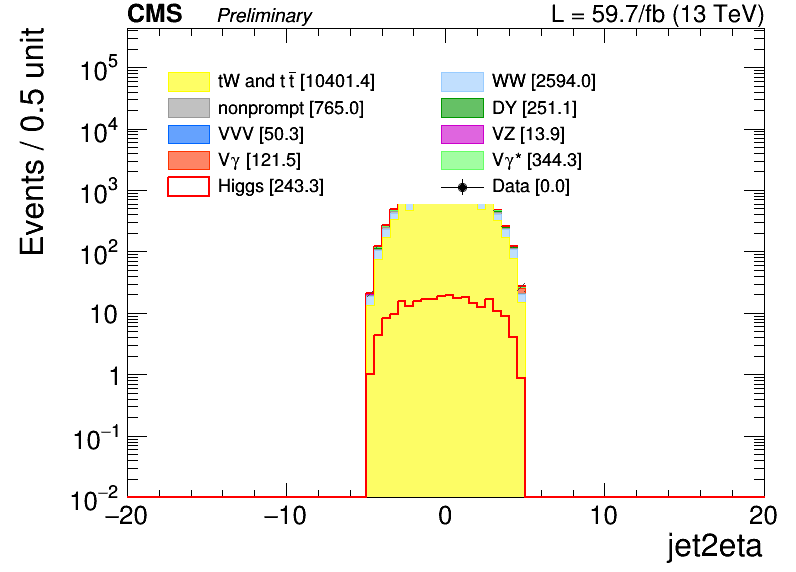 CMS Preliminary L = 59.7/fb (13 TeV)
Events / 0.5 unit
10⁵
10⁴
10³
10²
10
1
10⁻¹
10⁻²
tW and t t̄ [10401.4]
WW [2594.0]
nonprompt [765.0]
DY [251.1]
VVV [50.3]
VZ [13.9]
Vγ [121.5]
Vγ* [344.3]
Higgs [243.3]
Data [0.0]
−20 −10 0 10 20
jet2eta